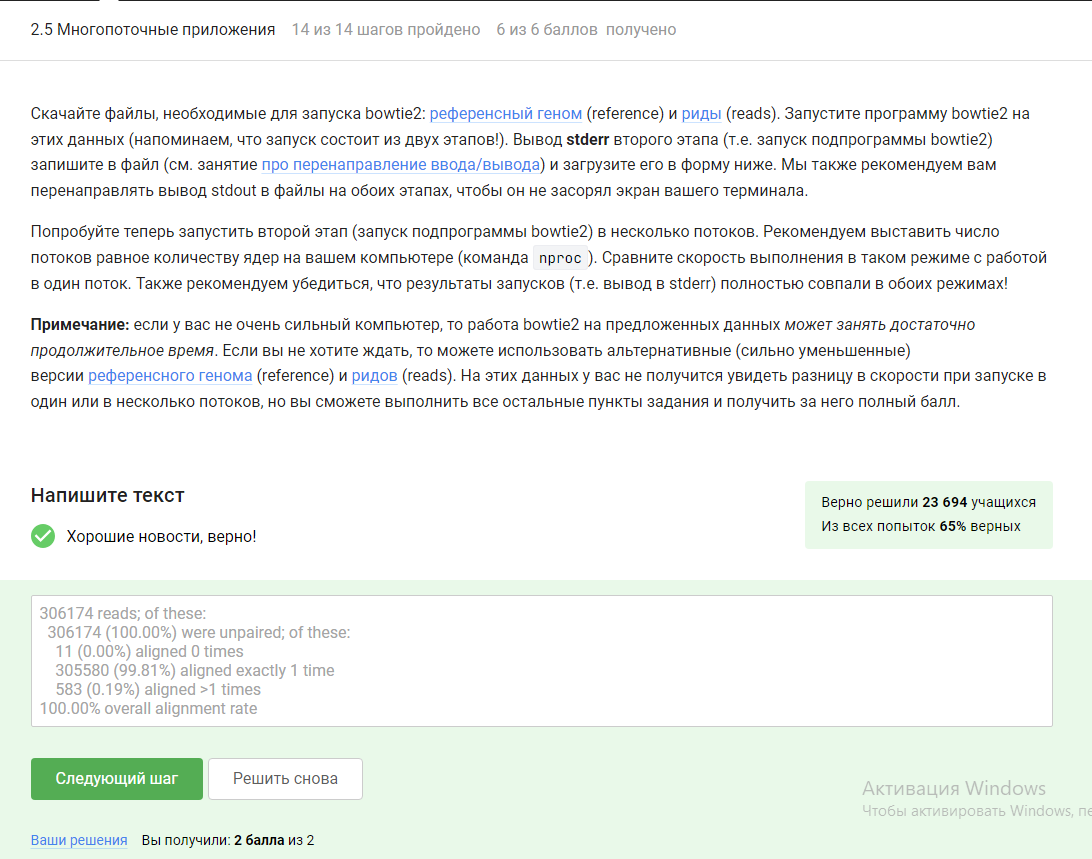 2.5 Многопоточные приложения 14 из 14 шагов пройдено 6 из 6 баллов получено
Скачайте файлы, необходимые для запуска bowtie2: референсный геном (reference) и риды (reads). Запустите программу bowtie2 на
этих данных (напоминаем, что запуск состоит из двух этапов!). Вывод stderr второго этапа (т.е. запуск подпрограммы bowtie2)
запишите в файл (см. занятие про перенаправление ввода/вывода) и загрузите его в форму ниже. Мы также рекомендуем вам
перенаправлять вывод stdout в файлы на обоих этапах, чтобы он не засорял экран вашего терминала.
Попробуйте теперь запустить второй этап (запуск подпрограммы bowtie2) в несколько потоков. Рекомендуем выставить число
потоков равное количеству ядер на вашем компьютере (команда nproc). Сравните скорость выполнения в таком режиме с работой
в один поток. Также рекомендуем убедиться, что результаты запусков (т.е. вывод в stderr) полностью совпали в обоих режимах!
Примечание: если у вас не очень сильный компьютер, то работа bowtie2 на предложенных данных может занять достаточно
продолжительное время. Если вы не хотите ждать, то можете использовать альтернативные (сильно уменьшенные)
версии референсного генома (reference) и ридов (reads). На этих данных у вас не получится увидеть разницу в скорости при запуске в
один или в несколько потоков, но вы сможете выполнить все остальные пункты задания и получить за него полный балл.
Напишите текст
Верно решили 23 694 учащихся
Из всех попыток 65% верных
Хорошие новости, верно!
306174 reads; of these:
306174 (100.00%) were unpaired; of these:
11 (0.00%) aligned 0 times
305580 (99.81%) aligned exactly 1 time
583 (0.19%) aligned >1 times
100.00% overall alignment rate
Следующий шаг Решить снова
Активация Windows
Чтобы активировать Windows, пе
Ваши решения Вы получили: 2 балла из 2